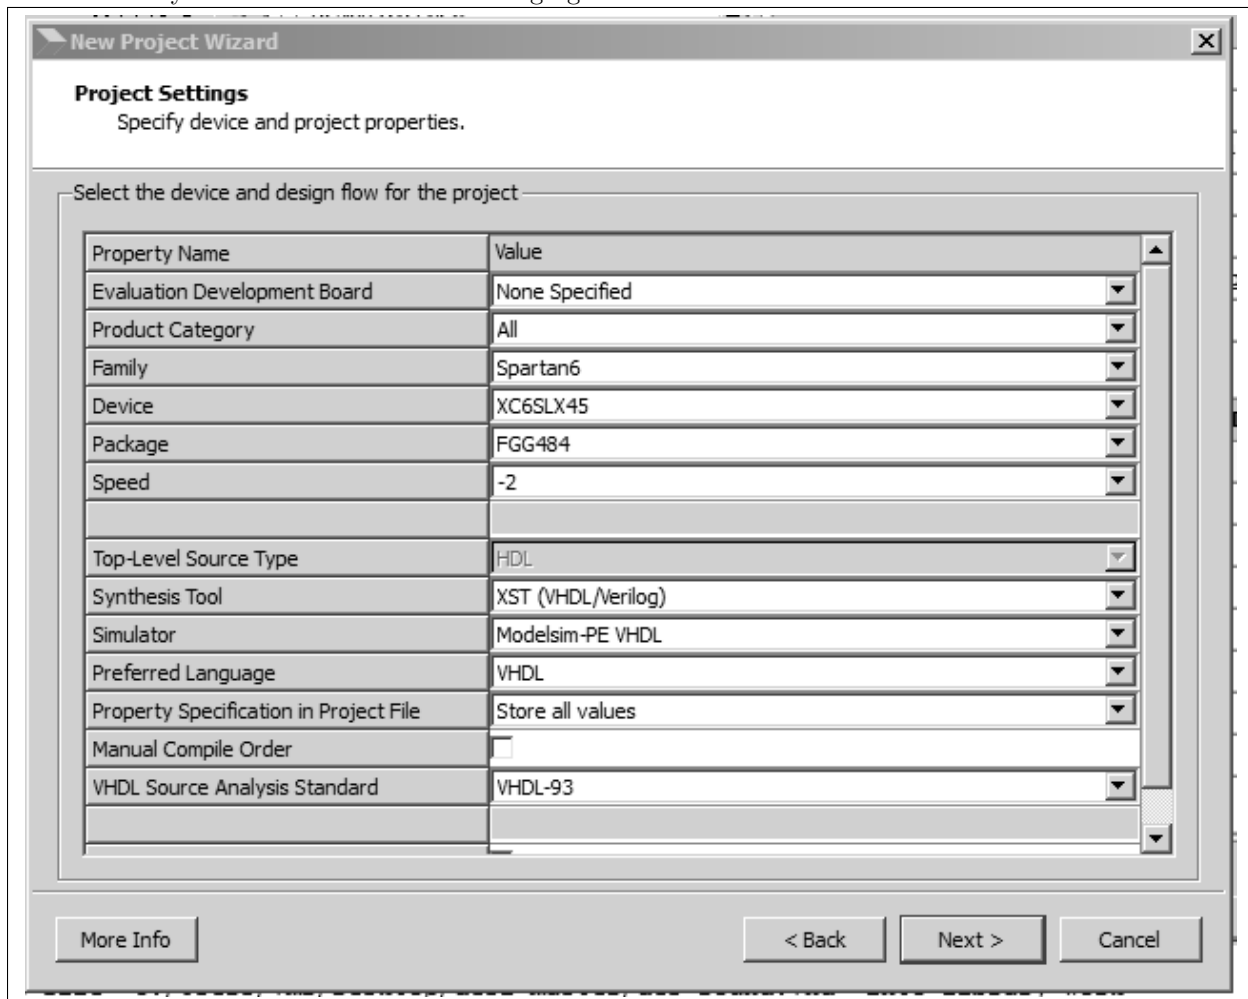 New Project Wizard
Project Settings
Specify device and project properties.
Select the device and design flow for the project
Property Name Value
Evaluation Development Board None Specified
Product Category All
Family Spartan6
Device XC6SLX45
Package FGG484
Speed -2
Top-Level Source Type HDL
Synthesis Tool XST (VHDL/Verilog)
Simulator Modelsim-PE VHDL
Preferred Language VHDL
Property Specification in Project File Store all values
Manual Compile Order
VHDL Source Analysis Standard VHDL-93
More Info < Back Next > Cancel